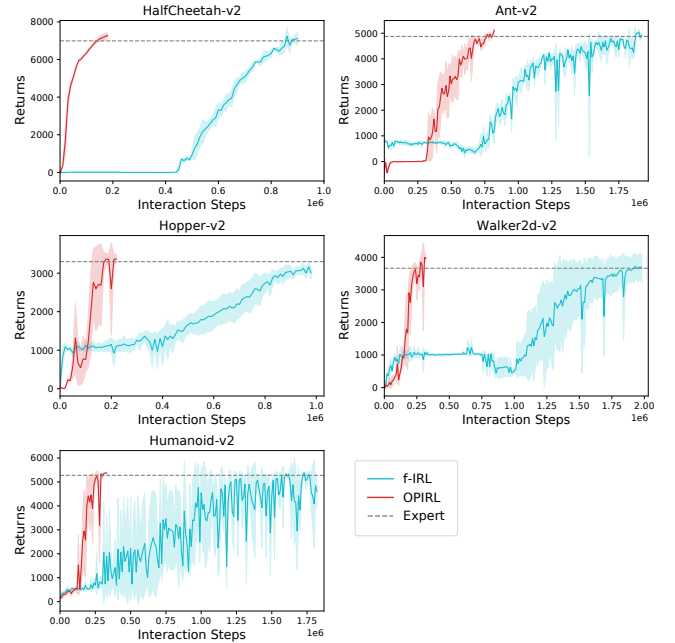 HalfCheetah-v2
Returns
8000
6000
4000
2000
0
0.0 0.2 0.4 0.6 0.8 1.0
1e6
Interaction Steps
Ant-v2
Returns
5000
4000
3000
2000
1000
0
0.00 0.25 0.50 0.75 1.00 1.25 1.50 1.75
1e6
Interaction Steps
Hopper-v2
Returns
3000
2000
1000
0
0.0 0.2 0.4 0.6 0.8 1.0
1e6
Interaction Steps
Walker2d-v2
Returns
4000
3000
2000
1000
0
0.00 0.25 0.50 0.75 1.00 1.25 1.50 1.75 2.00
1e6
Interaction Steps
Humanoid-v2
Returns
6000
5000
4000
3000
2000
1000
0
0.00 0.25 0.50 0.75 1.00 1.25 1.50 1.75
1e6
Interaction Steps
f-IRL
OPIRL
Expert